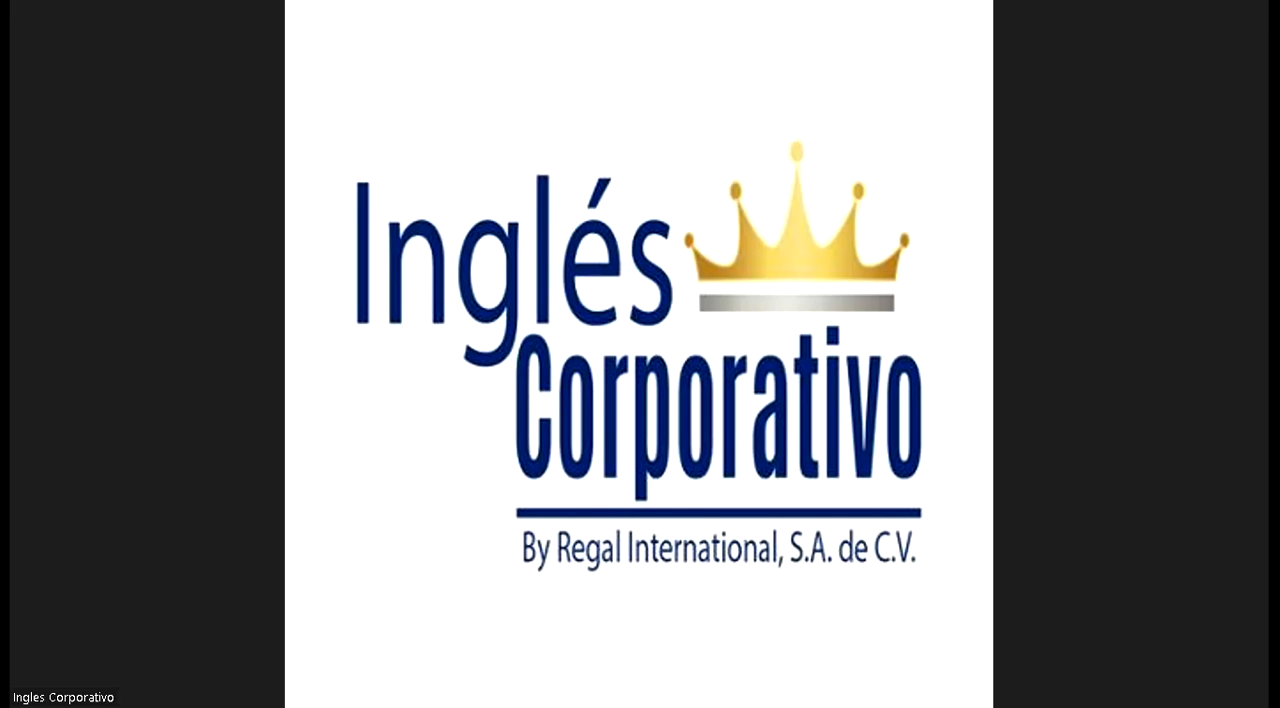 Inglés
Corporativo
By Regal International, S.A. de C.V.
Ingles Corporativo